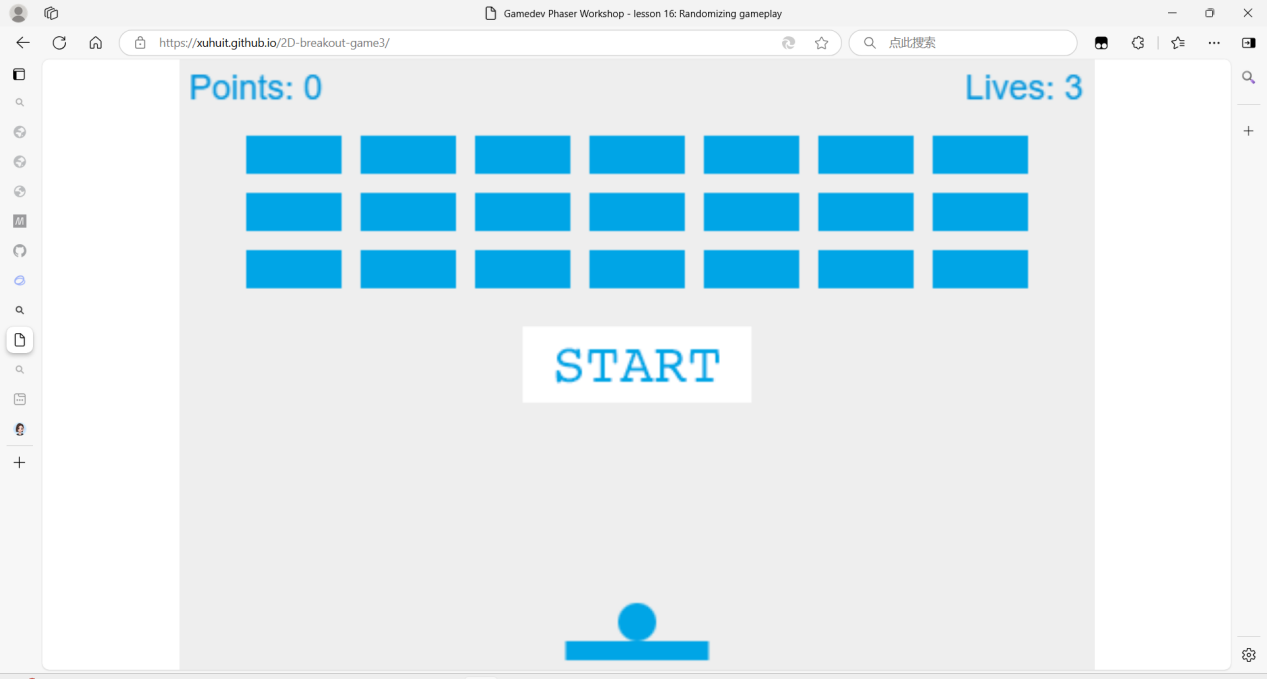 Gamedev Phaser Workshop - lesson 16: Randomizing gameplay
https://xuhuit.github.io/2D-breakout-game3/
点此搜索
Points: 0
Lives: 3
START